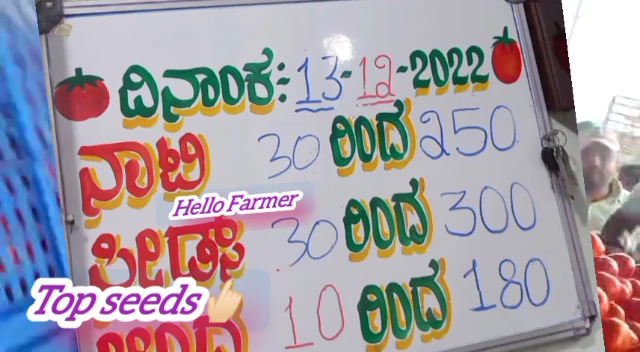 ದಿನಾಂಕ:- 13-12-2022
ನಾಟಿ 30 ರಿಂದ 250
Hello Farmer
ಸೀಡ್ಸ್ 30 ರಿಂದ 300
Top seeds
10 ರಿಂದ 180